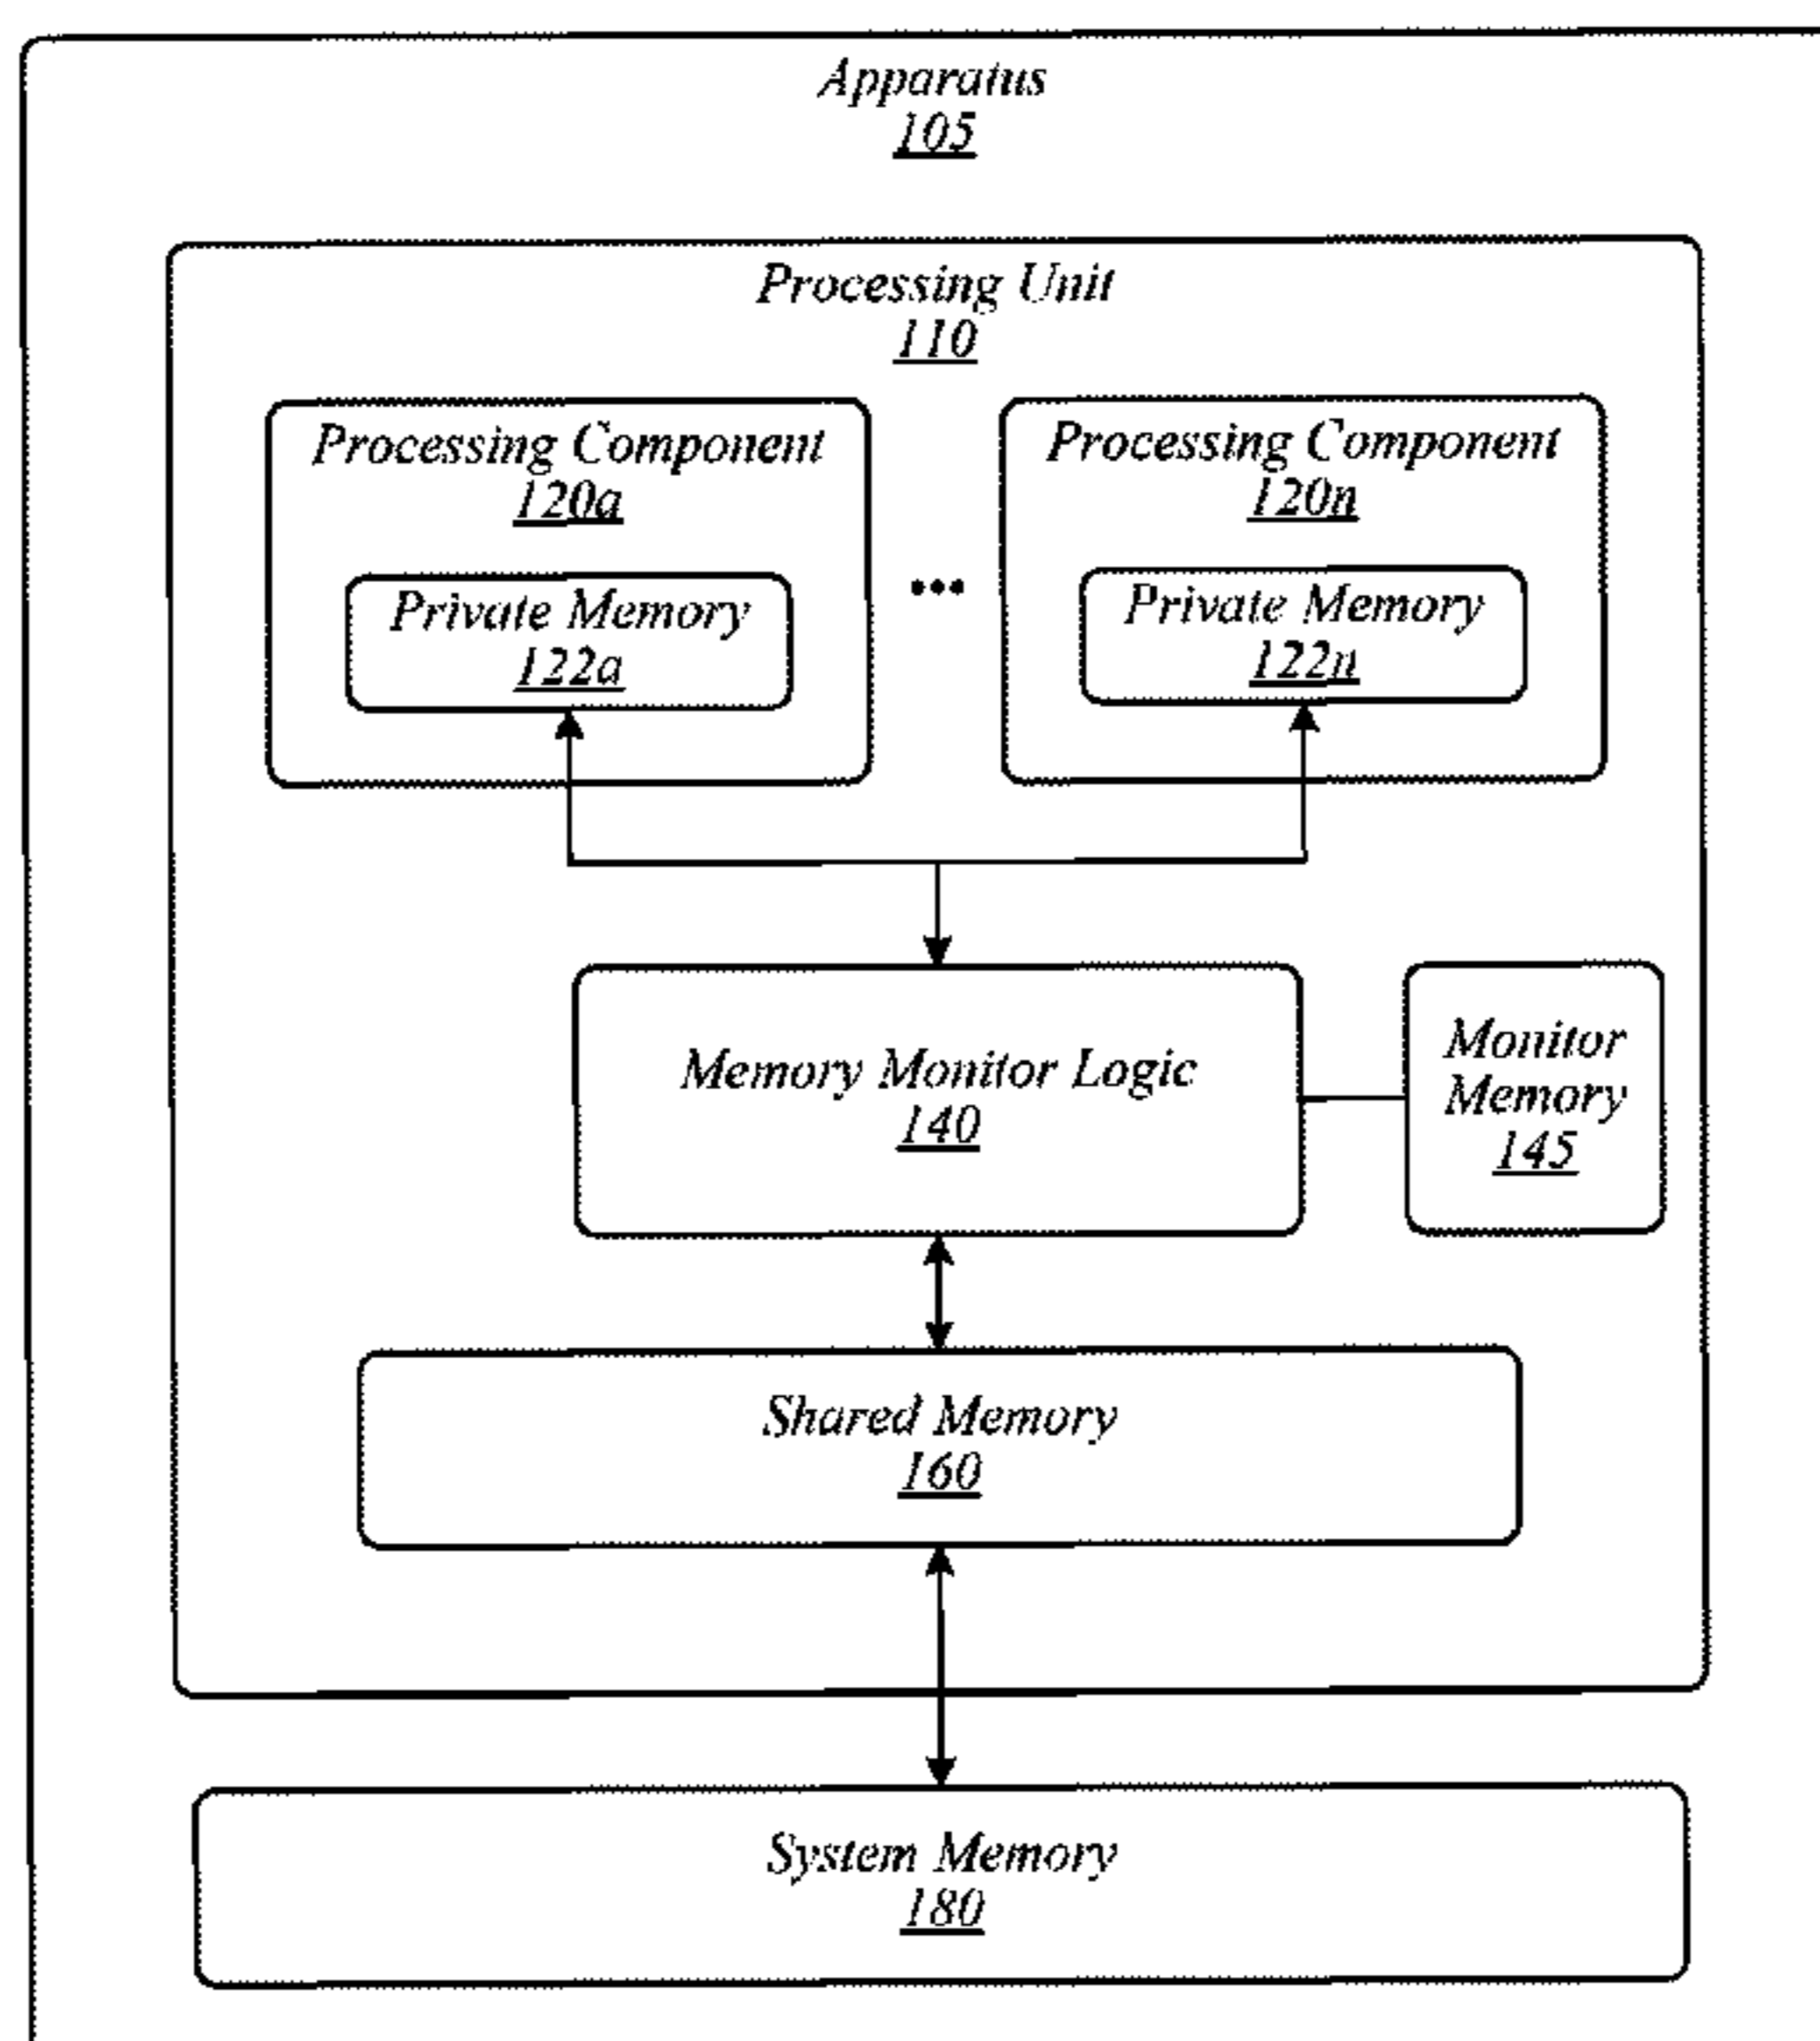 Apparatus
105
Processing Unit
110
Processing Component
120a
Processing Component
120n
Private Memory
122a
•••
Private Memory
122n
Memory Monitor Logic
140
Monitor
Memory
145
Shared Memory
160
System Memory
180